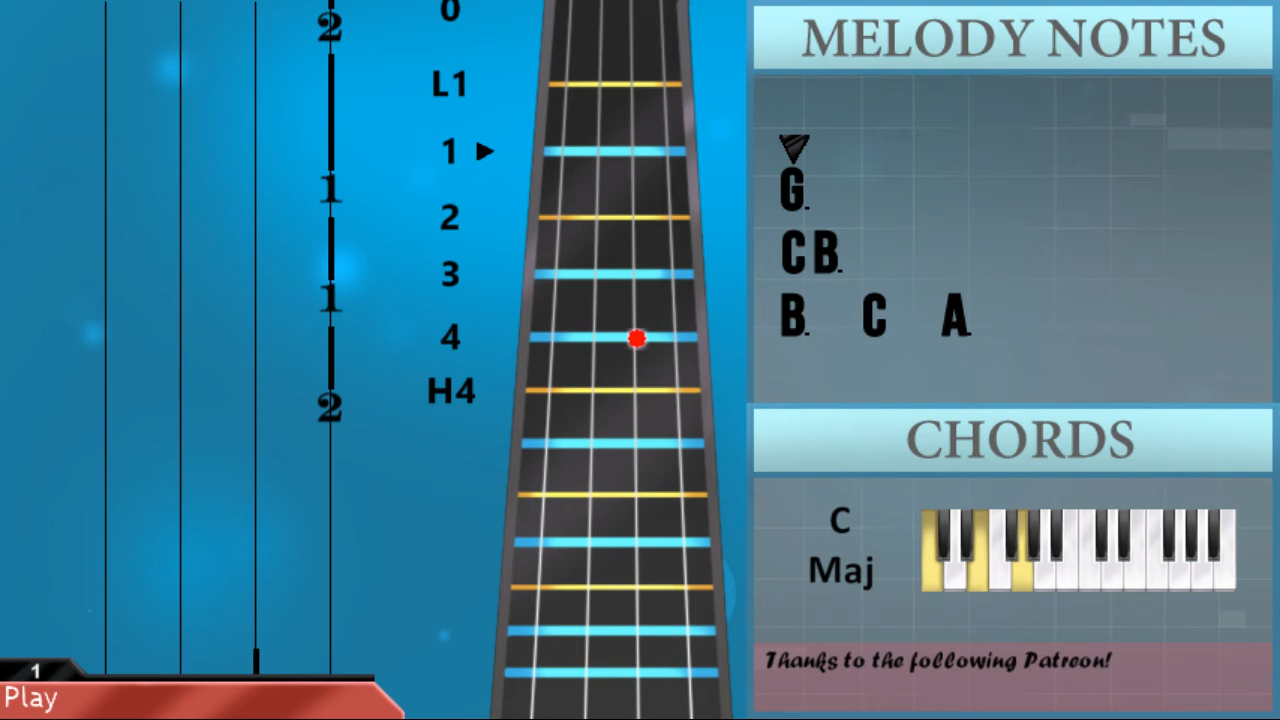 2
1
1
2
1
Play
0
L1
1
2
3
4
H4
MELODY NOTES
G.
C B.
B. C A.
CHORDS
C
Maj
Thanks to the following Patreon!